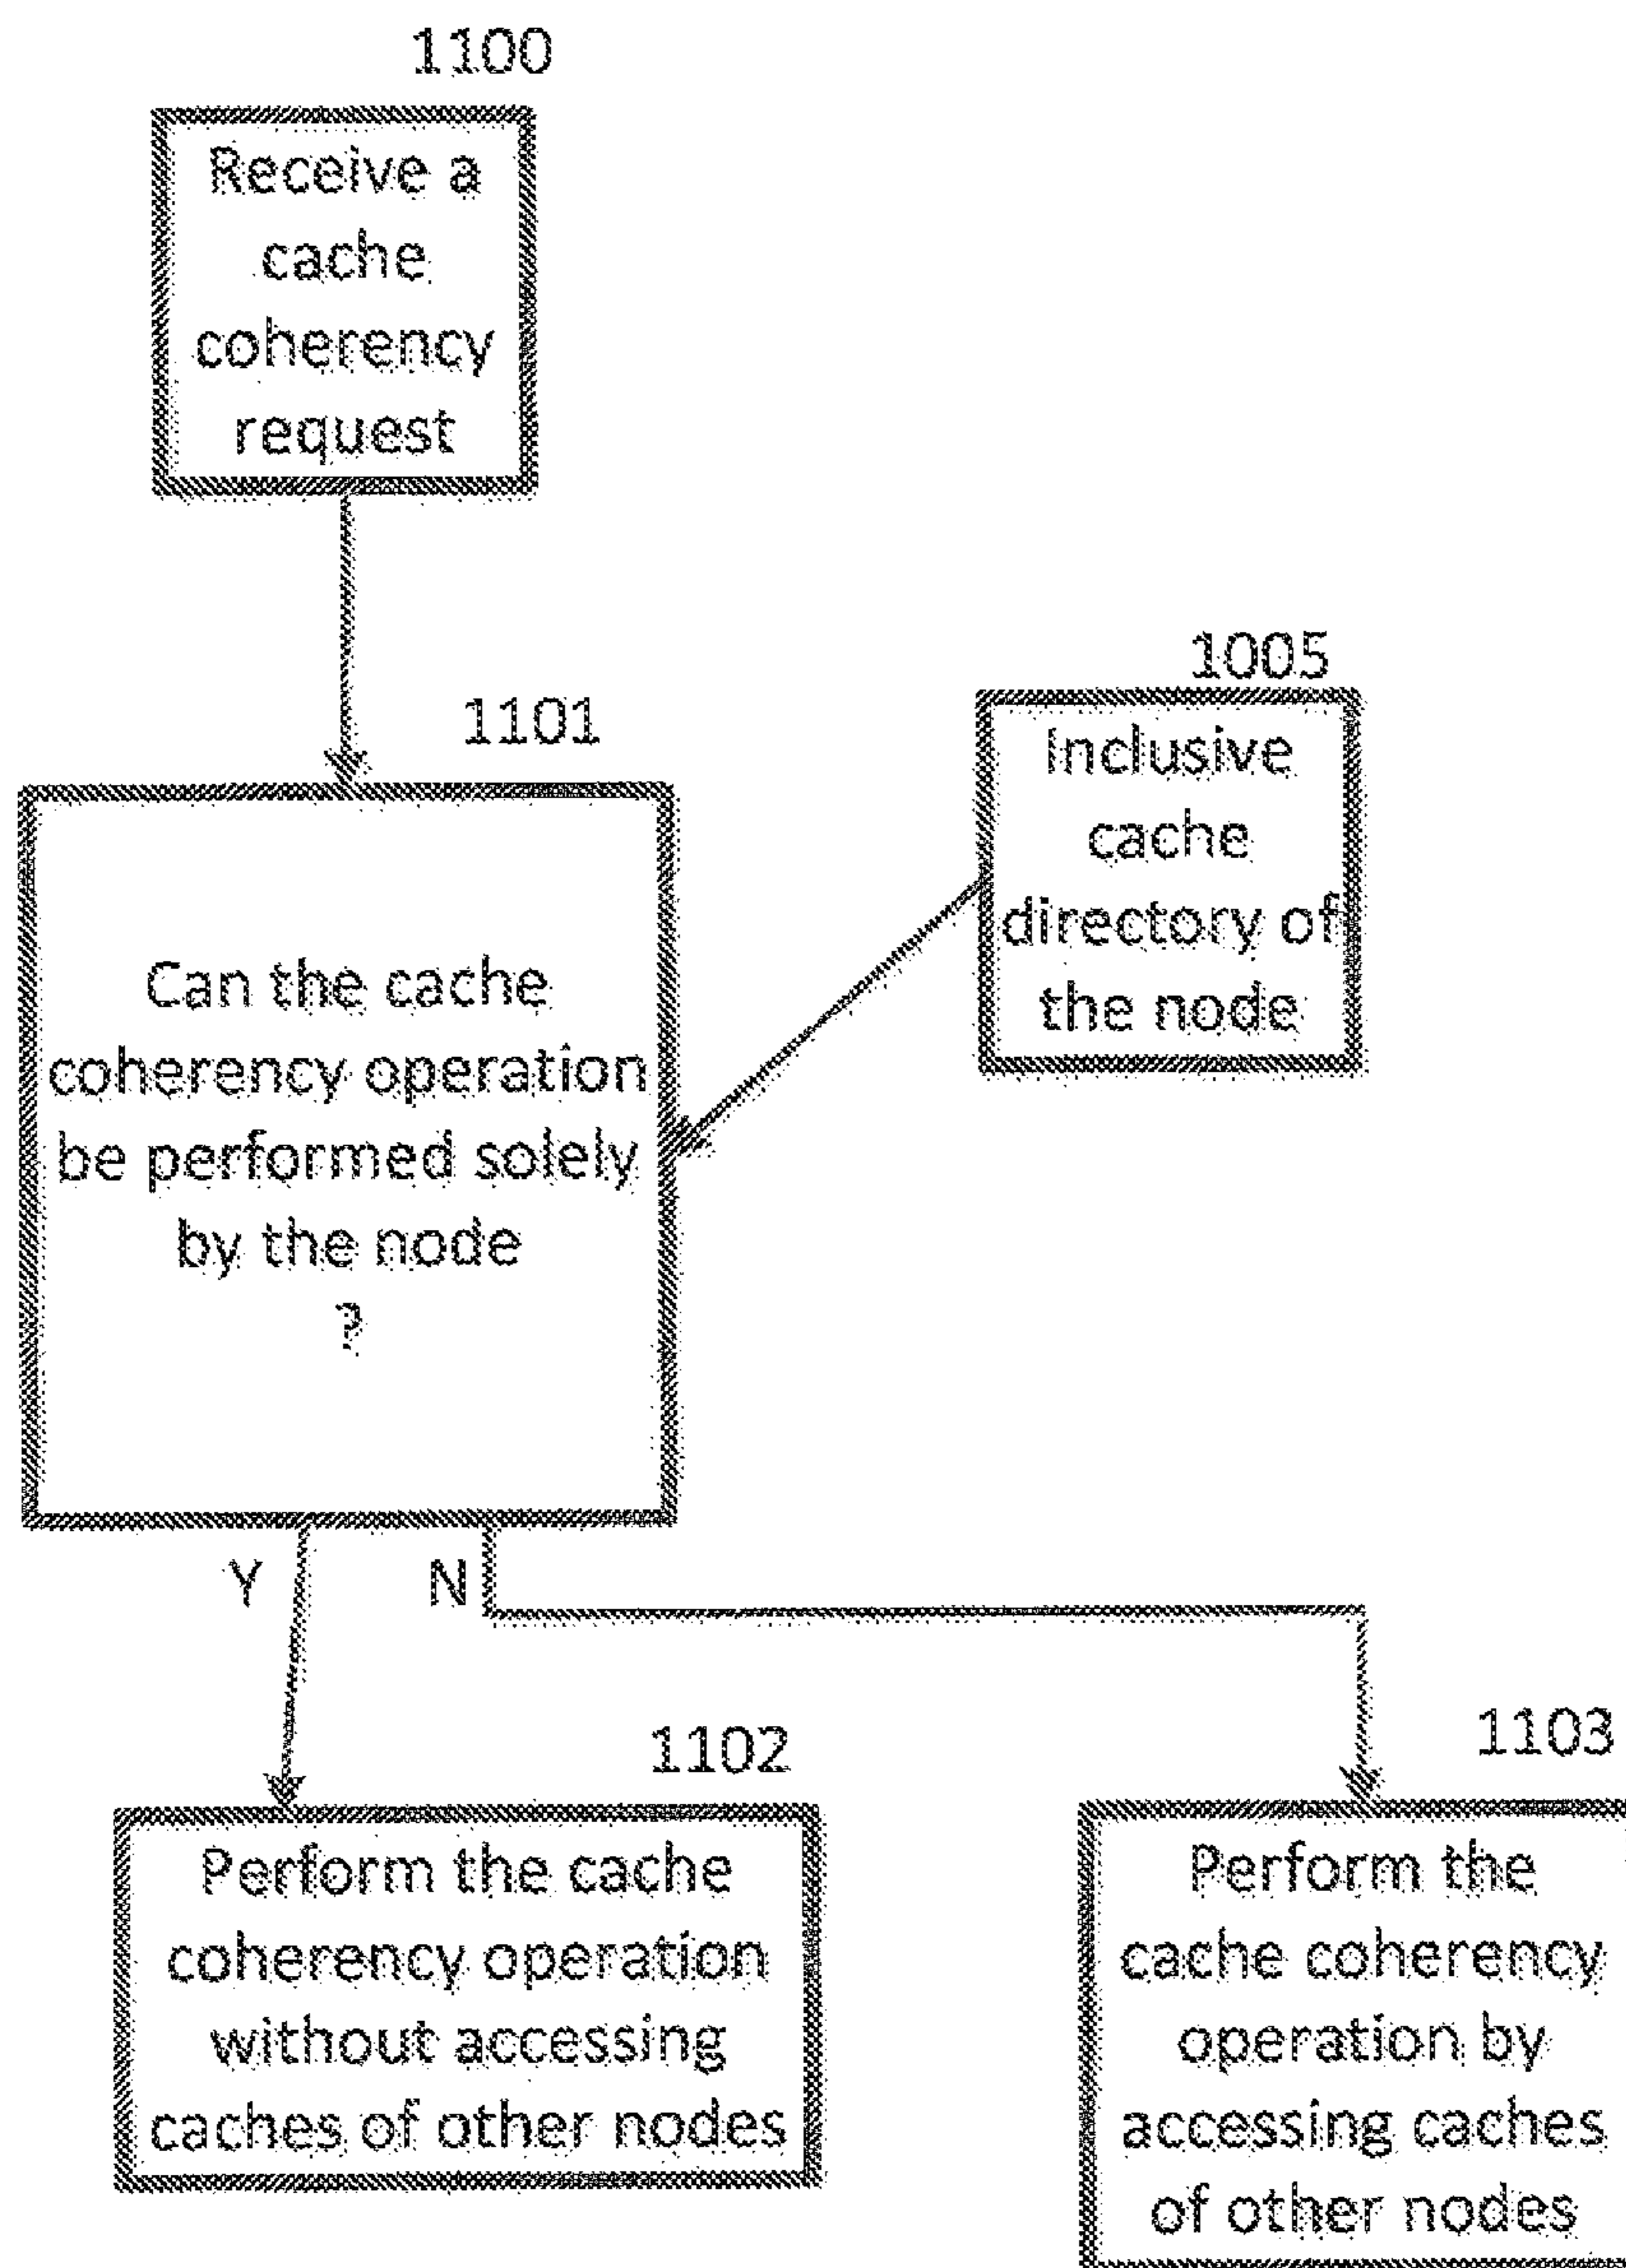 1100
Receive a
cache
coherency
request
1101
Can the cache
coherency operation
be performed solely
by the node
?
1005
Inclusive
cache
directory of
the node
Y
N
1102
Perform the cache
coherency operation
without accessing
caches of other nodes
1103
Perform the
cache coherency
operation by
accessing caches
of other nodes